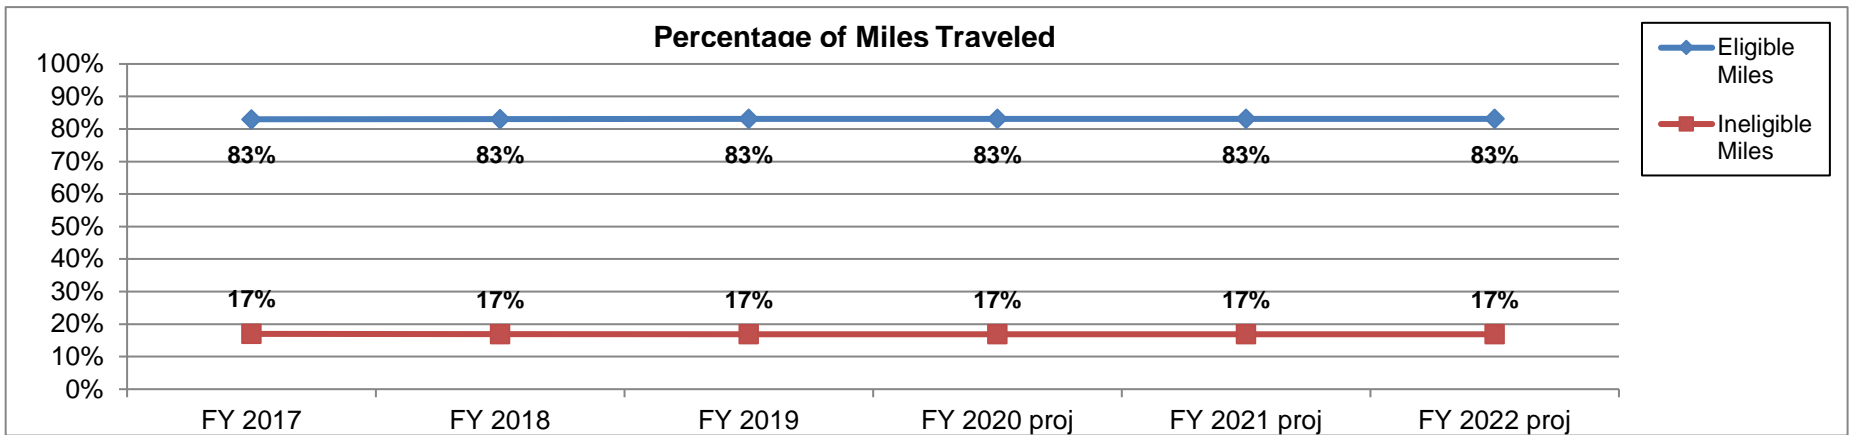 Percentage of Miles Traveled
Eligible
Miles
Ineligible
Miles
100%
90%
80%
70%
60%
50%
40%
30%
20%
10%
0%
83% 83% 83% 83% 83% 83%
17% 17% 17% 17% 17% 17%
FY 2017 FY 2018 FY 2019 FY 2020 proj FY 2021 proj FY 2022 proj